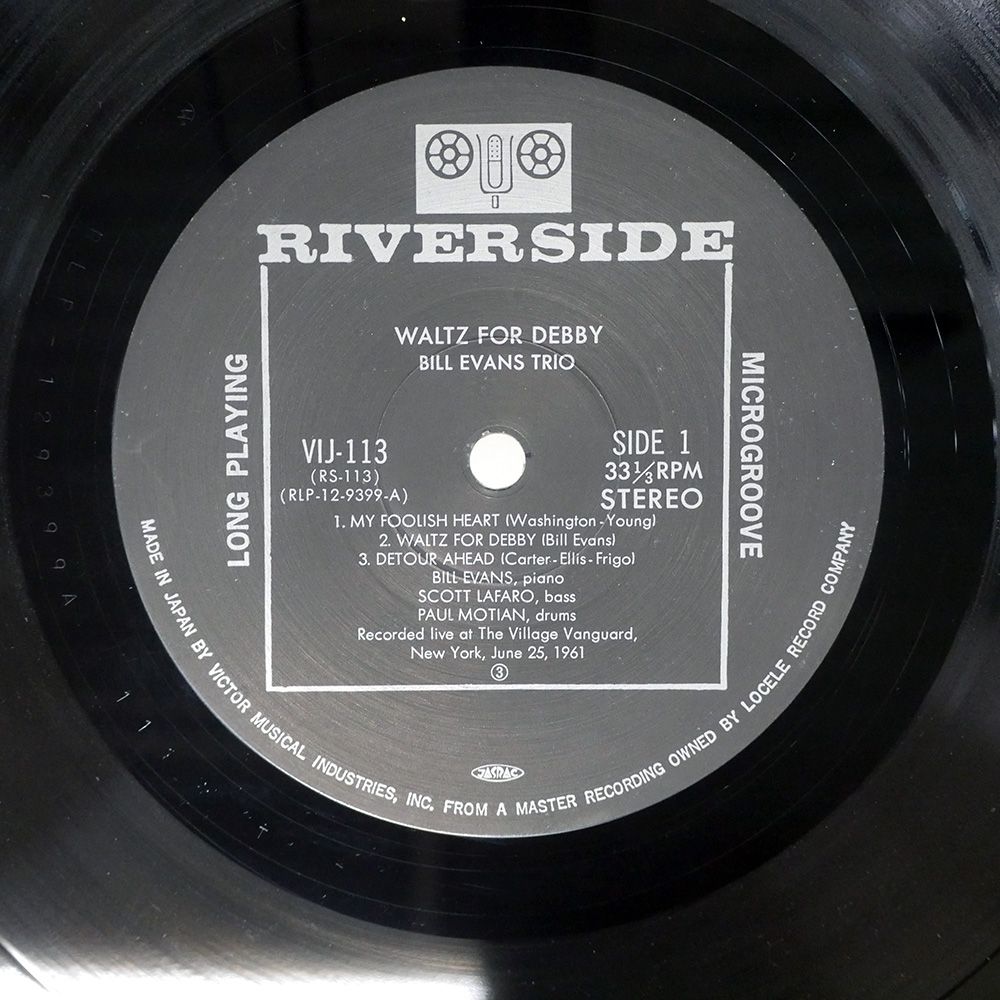 RIVERSIDE
WALTZ FOR DEBBY
BILL EVANS TRIO
LONG PLAYING
MICROGROOVE
VIJ-113
(RS-113)
(RLP-12-9399-A)
SIDE 1
33⅓RPM
STEREO
1. MY FOOLISH HEART (Washington-Young)
2. WALTZ FOR DEBBY (Bill Evans)
3. DETOUR AHEAD (Carter-Ellis-Frigo)
BILL EVANS, piano
SCOTT LAFARO, bass
PAUL MOTIAN, drums
Recorded live at The Village Vanguard,
New York, June 25, 1961
③
JASRAC
MADE IN JAPAN BY VICTOR MUSICAL INDUSTRIES, INC. FROM A MASTER RECORDING OWNED BY LOCELE RECORD COMPANY
RLP-129399A